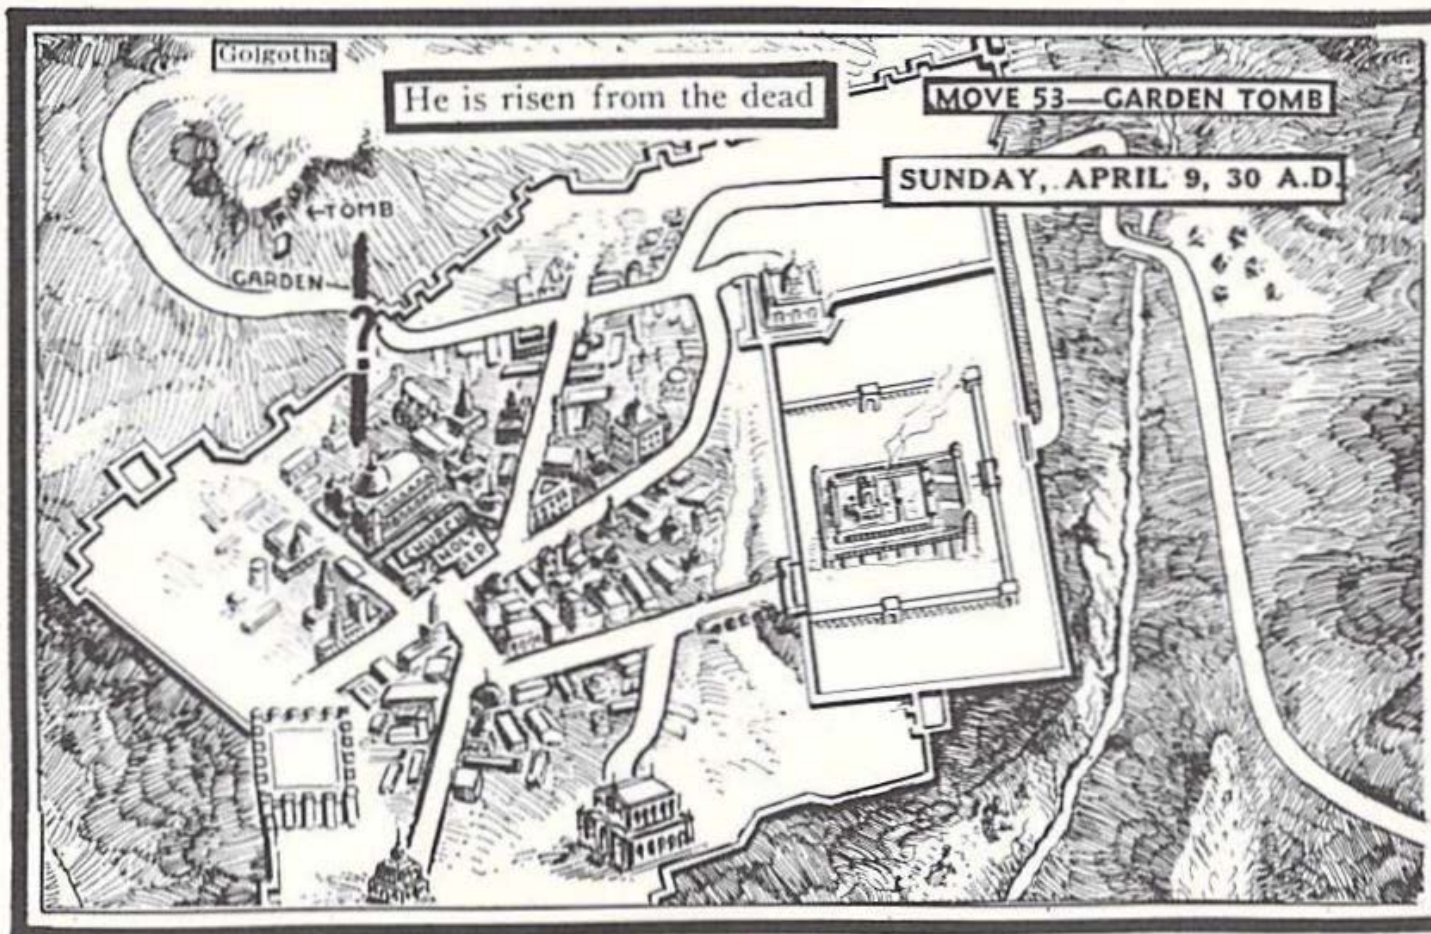 Golgotha
He is risen from the dead
MOVE 53—GARDEN TOMB
SUNDAY, APRIL 9, 30 A.D.
←TOMB
GARDEN
?
CHURCH
HOLY